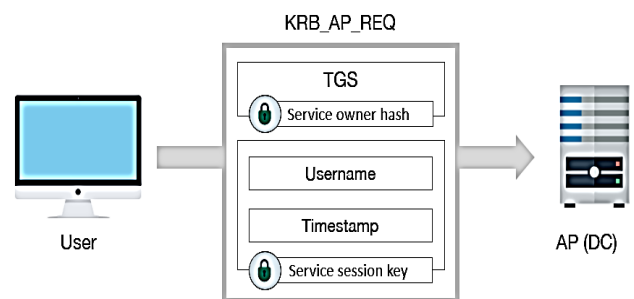 KRB_AP_REQ
TGS
Service owner hash
Username
Timestamp
Service session key
User
AP (DC)